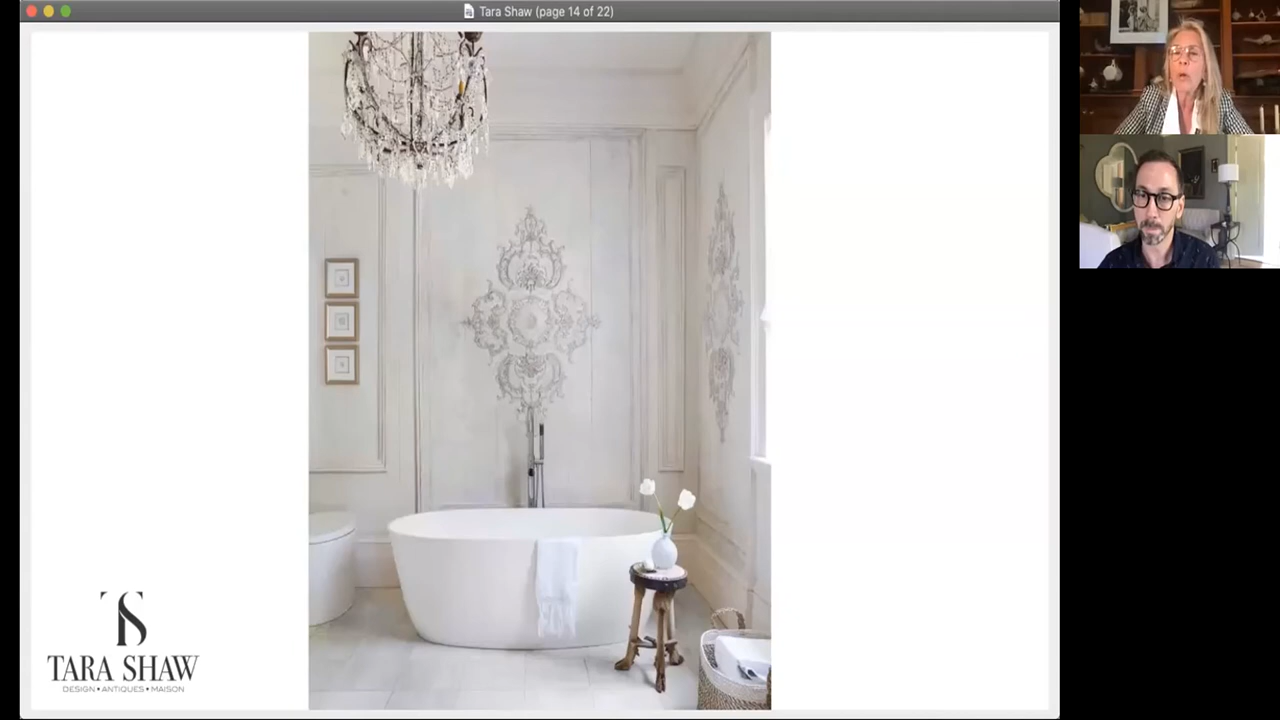 Tara Shaw (page 14 of 22)
TS
TARA SHAW
DESIGN • ANTIQUES • MAISON